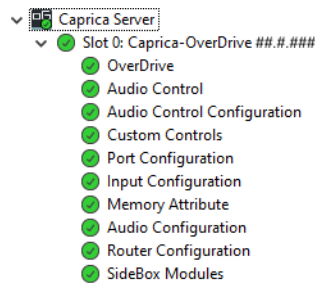 Caprica Server
Slot 0: Caprica-OverDrive ##.#.###
OverDrive
Audio Control
Audio Control Configuration
Custom Controls
Port Configuration
Input Configuration
Memory Attribute
Audio Configuration
Router Configuration
SideBox Modules